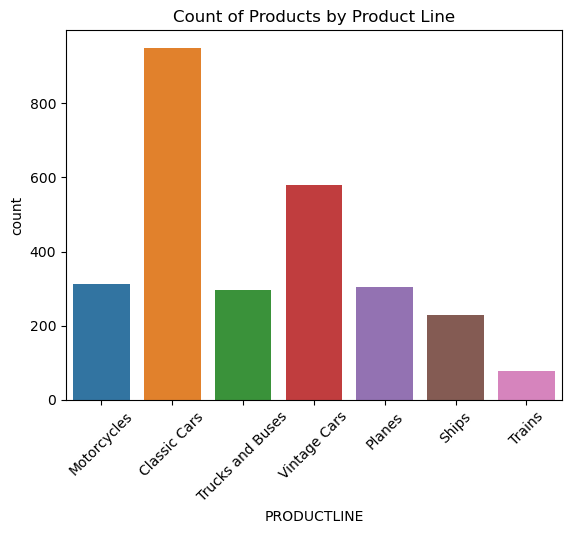 Count of Products by Product Line
count
800
600
400
200
0
Motorcycles
Classic Cars
Trucks and Buses
Vintage Cars
Planes
Ships
Trains
PRODUCTLINE